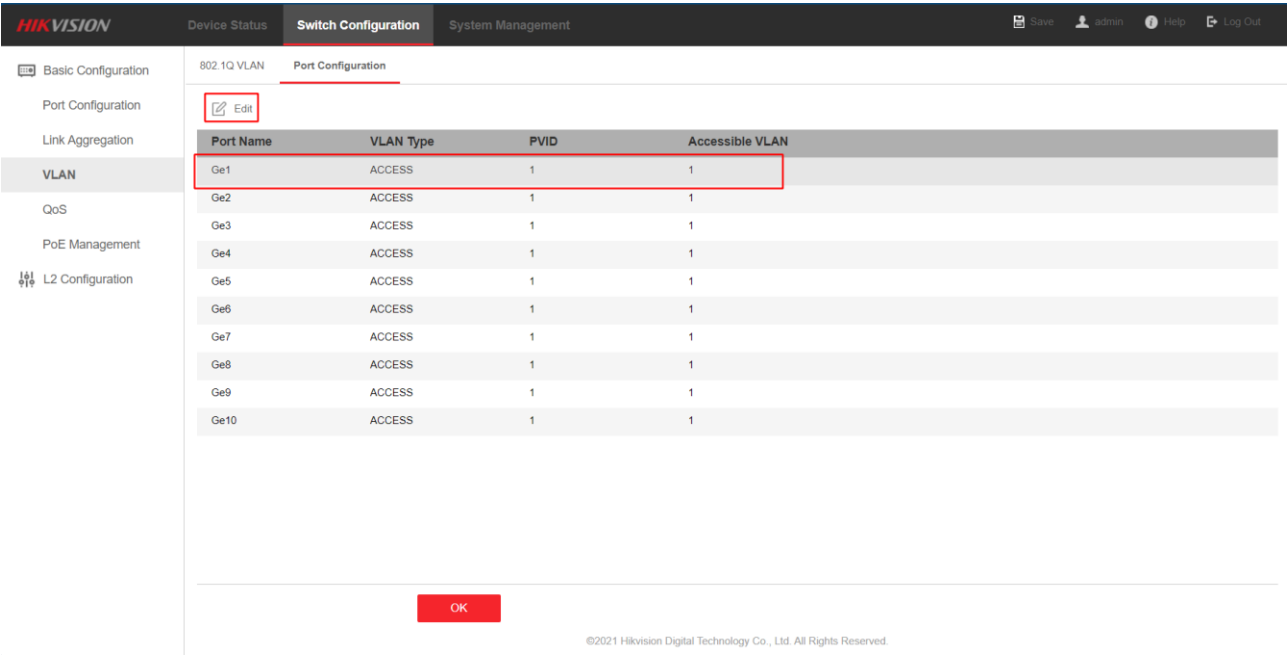 HIKVISION Device Status Switch Configuration System Management Save admin Help Log Out
Basic Configuration
Port Configuration
Link Aggregation
VLAN
QoS
PoE Management
L2 Configuration
802.1Q VLAN Port Configuration
Edit
Port Name VLAN Type PVID Accessible VLAN
Ge1 ACCESS 1 1
Ge2 ACCESS 1 1
Ge3 ACCESS 1 1
Ge4 ACCESS 1 1
Ge5 ACCESS 1 1
Ge6 ACCESS 1 1
Ge7 ACCESS 1 1
Ge8 ACCESS 1 1
Ge9 ACCESS 1 1
Ge10 ACCESS 1 1
OK
©2021 Hikvision Digital Technology Co., Ltd. All Rights Reserved.